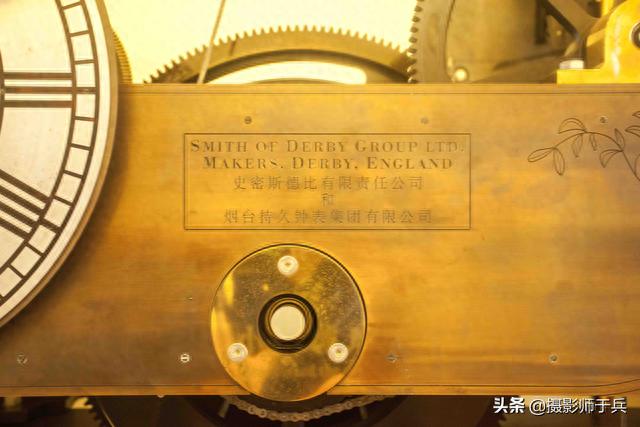 SMITH OF DERBY GROUP LTD.
MAKERS. DERBY, ENGLAND
史密斯德比有限责任公司
和
烟台持久钟表集团有限公司
头条 @摄影师于兵